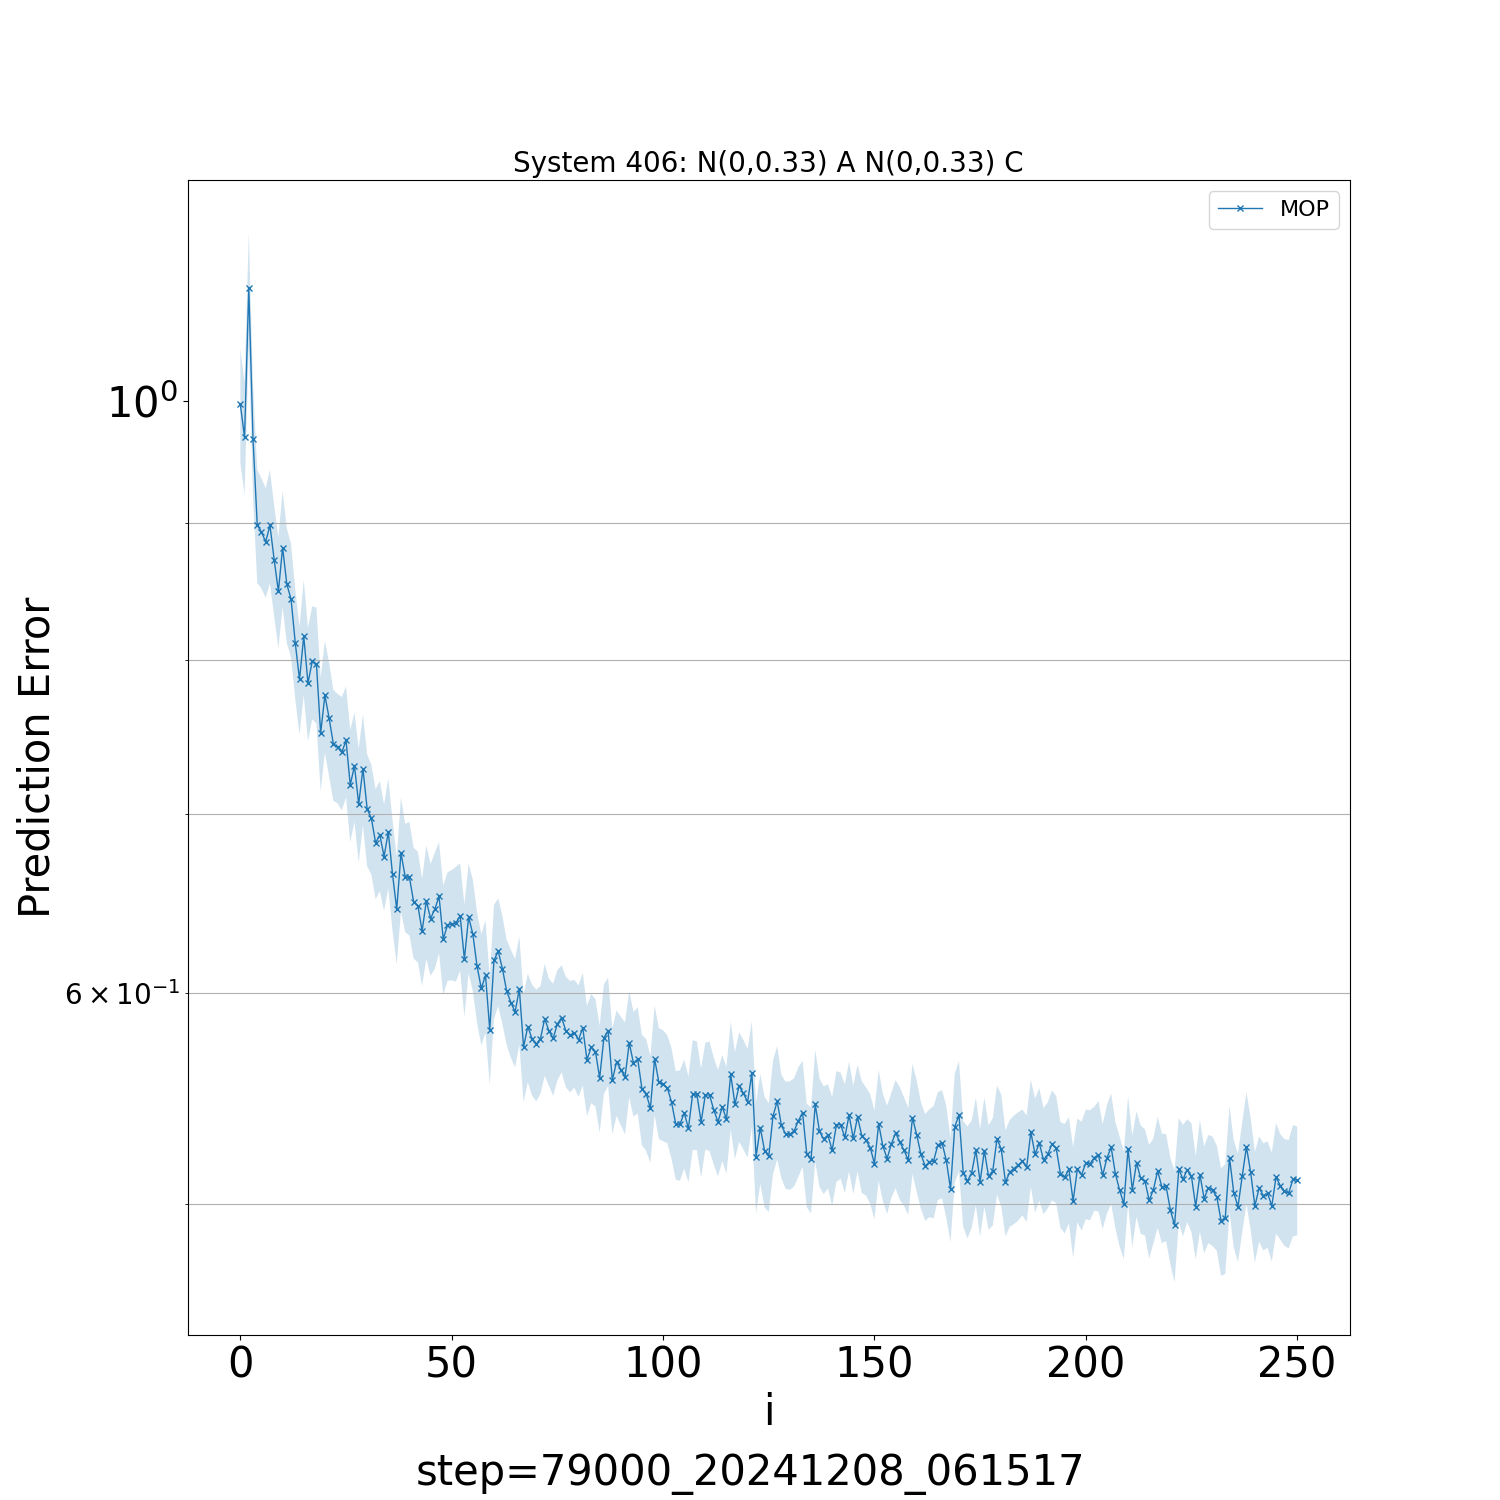 System 406: N(0,0.33) A N(0,0.33) C
MOP
10⁰
6 × 10⁻¹
Prediction Error
0 50 100 150 200 250
i
step=79000_20241208_061517